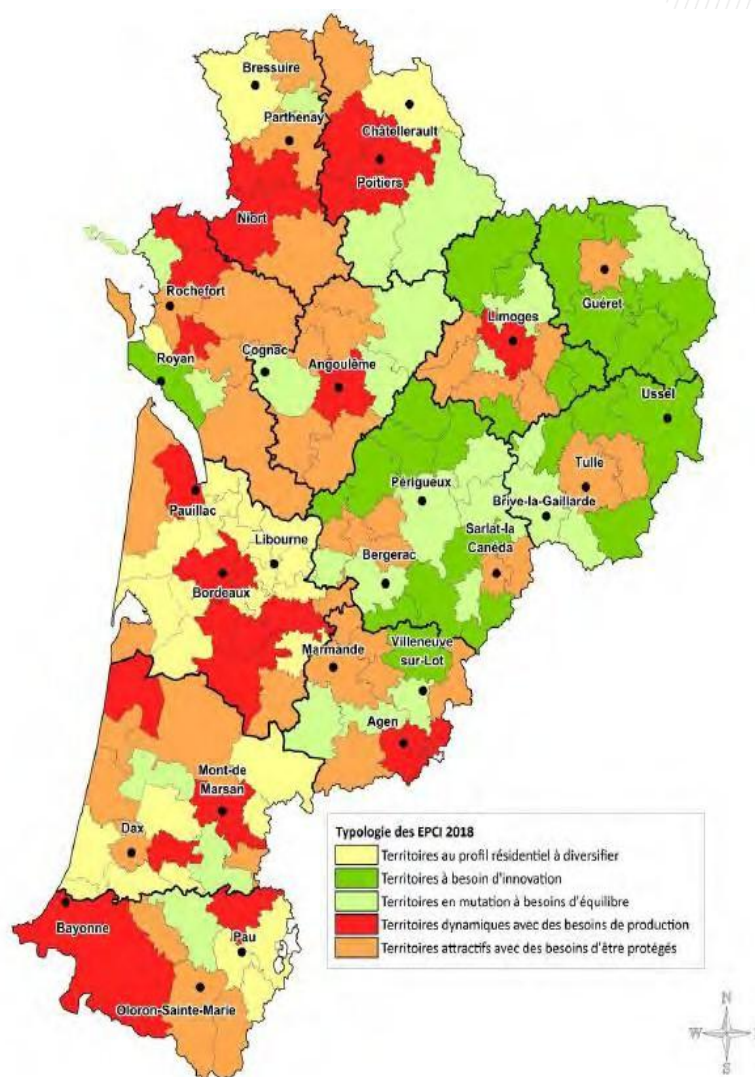 Bressuire
Parthenay
Châtellerault
Poitiers
Niort
Rochefort
Guéret
Limoges
Royan
Cognac
Angoulême
Ussel
Tulle
Périgueux
Brive-la-Gaillarde
Pauillac
Sarlat-la
Canéda
Libourne
Bergerac
Bordeaux
Villeneuve
sur-Lot
Marmande
Agen
Mont-de
Marsan
Dax
Bayonne
Pau
Oloron-Sainte-Marie
Typologie des EPCI 2018
Territoires au profil résidentiel à diversifier
Territoires à besoin d'innovation
Territoires en mutation à besoins d'équilibre
Territoires dynamiques avec des besoins de production
Territoires attractifs avec des besoins d'être protégés
N
W
S